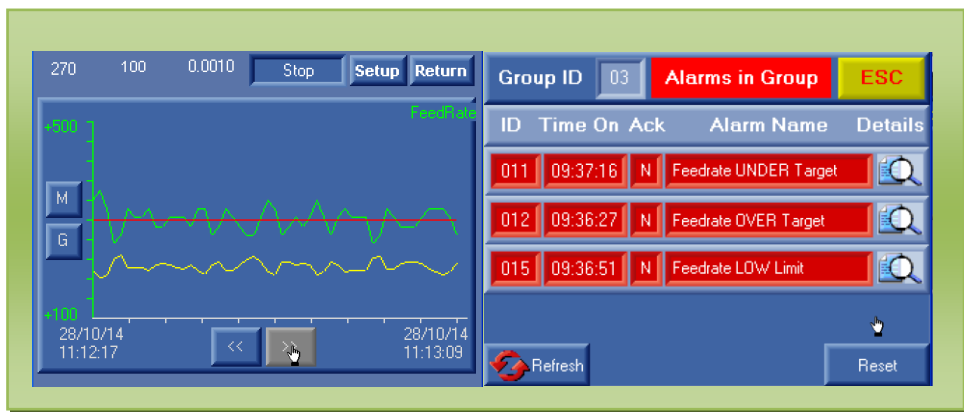 270 100 0.0010 Stop Setup Return
FeedRate
+500
M
G
+100
28/10/14
11:12:17
<< >>
28/10/14
11:13:09
Group ID 03 Alarms in Group ESC
ID Time On Ack Alarm Name Details
011 09:37:16 N Feedrate UNDER Target
012 09:36:27 N Feedrate OVER Target
015 09:36:51 N Feedrate LOW Limit
Refresh Reset